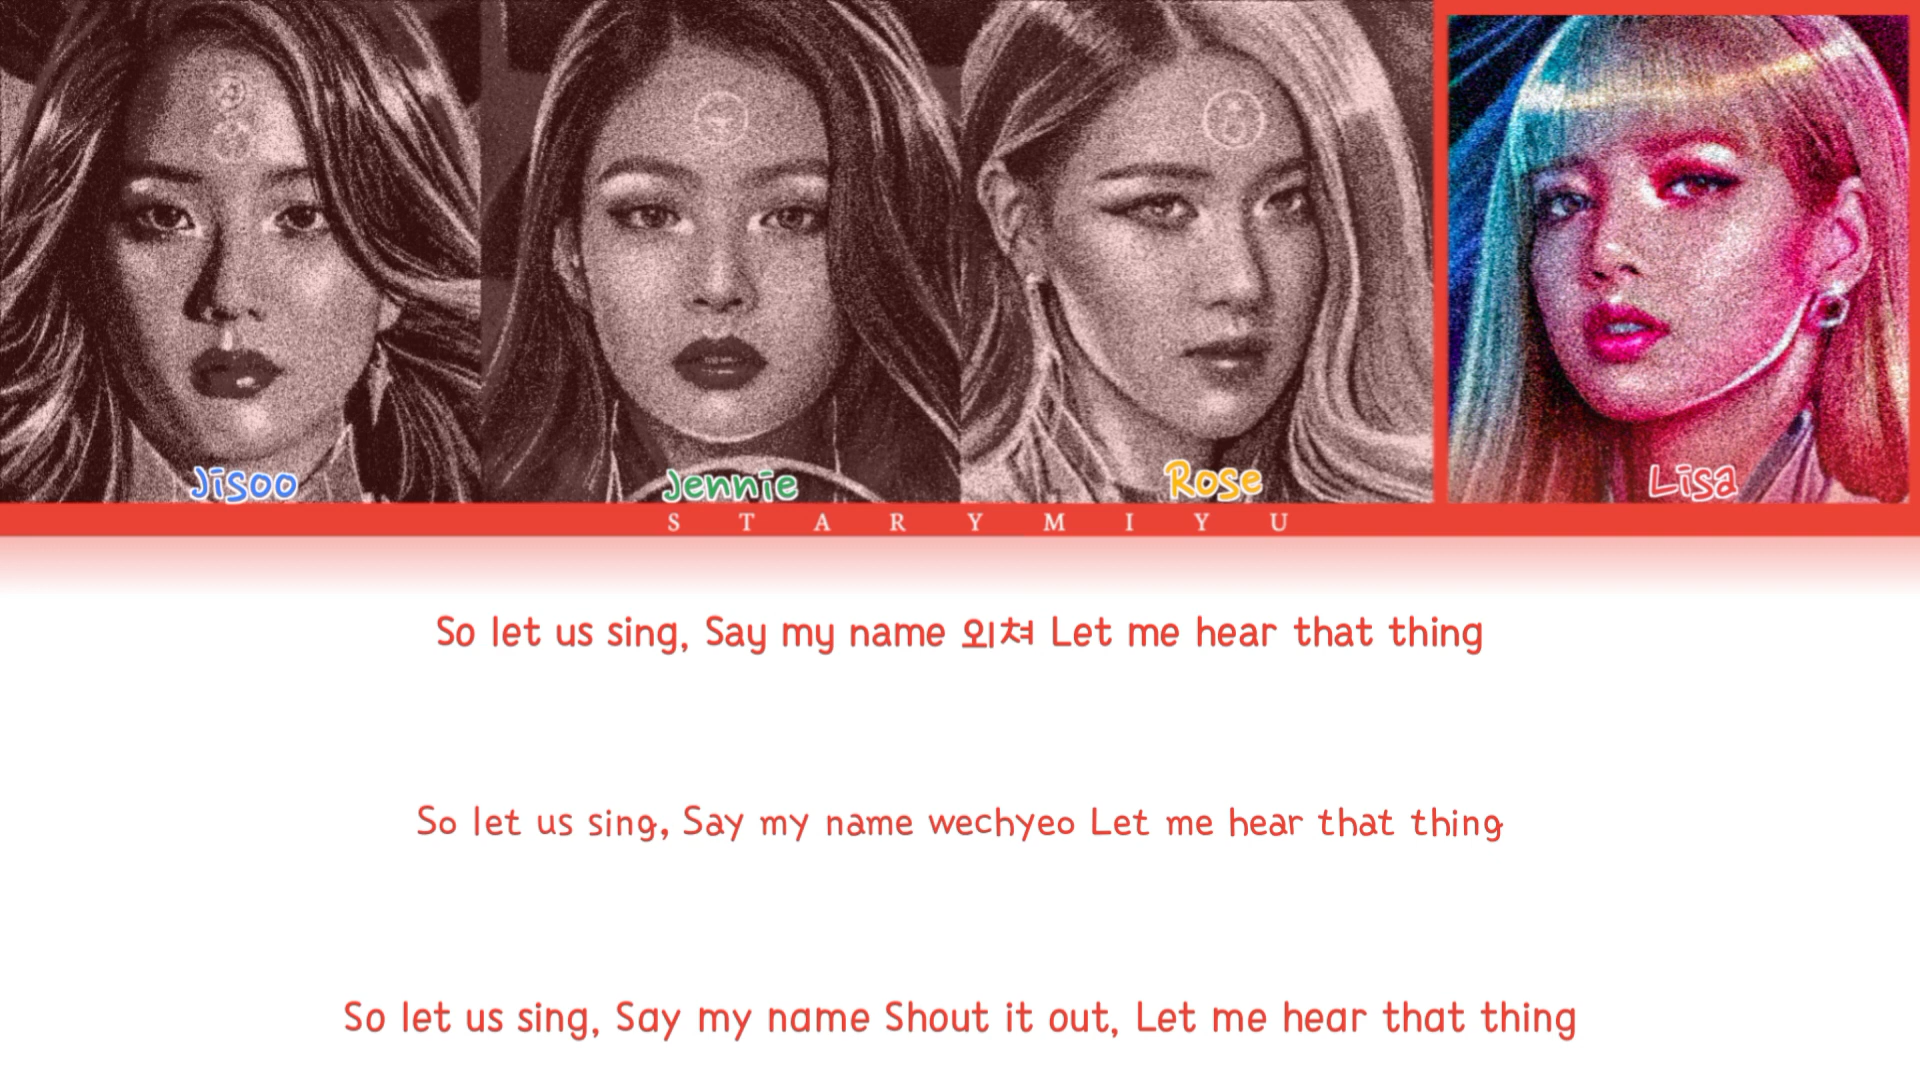 Jisoo
Jennie
Rose
Lisa
STARYMIYU
So let us sing, Say my name 외쳐 Let me hear that thing
So let us sing, Say my name wechyeo Let me hear that thing
So let us sing, Say my name Shout it out, Let me hear that thing